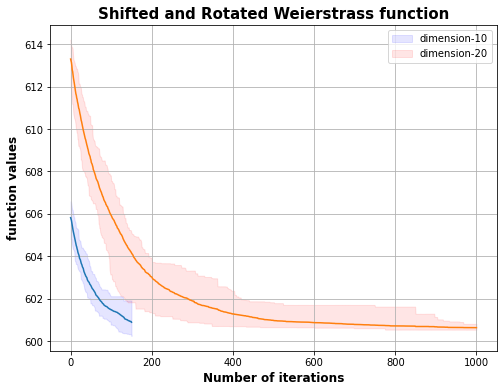 Shifted and Rotated Weierstrass function
dimension-10
dimension-20
function values
614
612
610
608
606
604
602
600
0 200 400 600 800 1000
Number of iterations